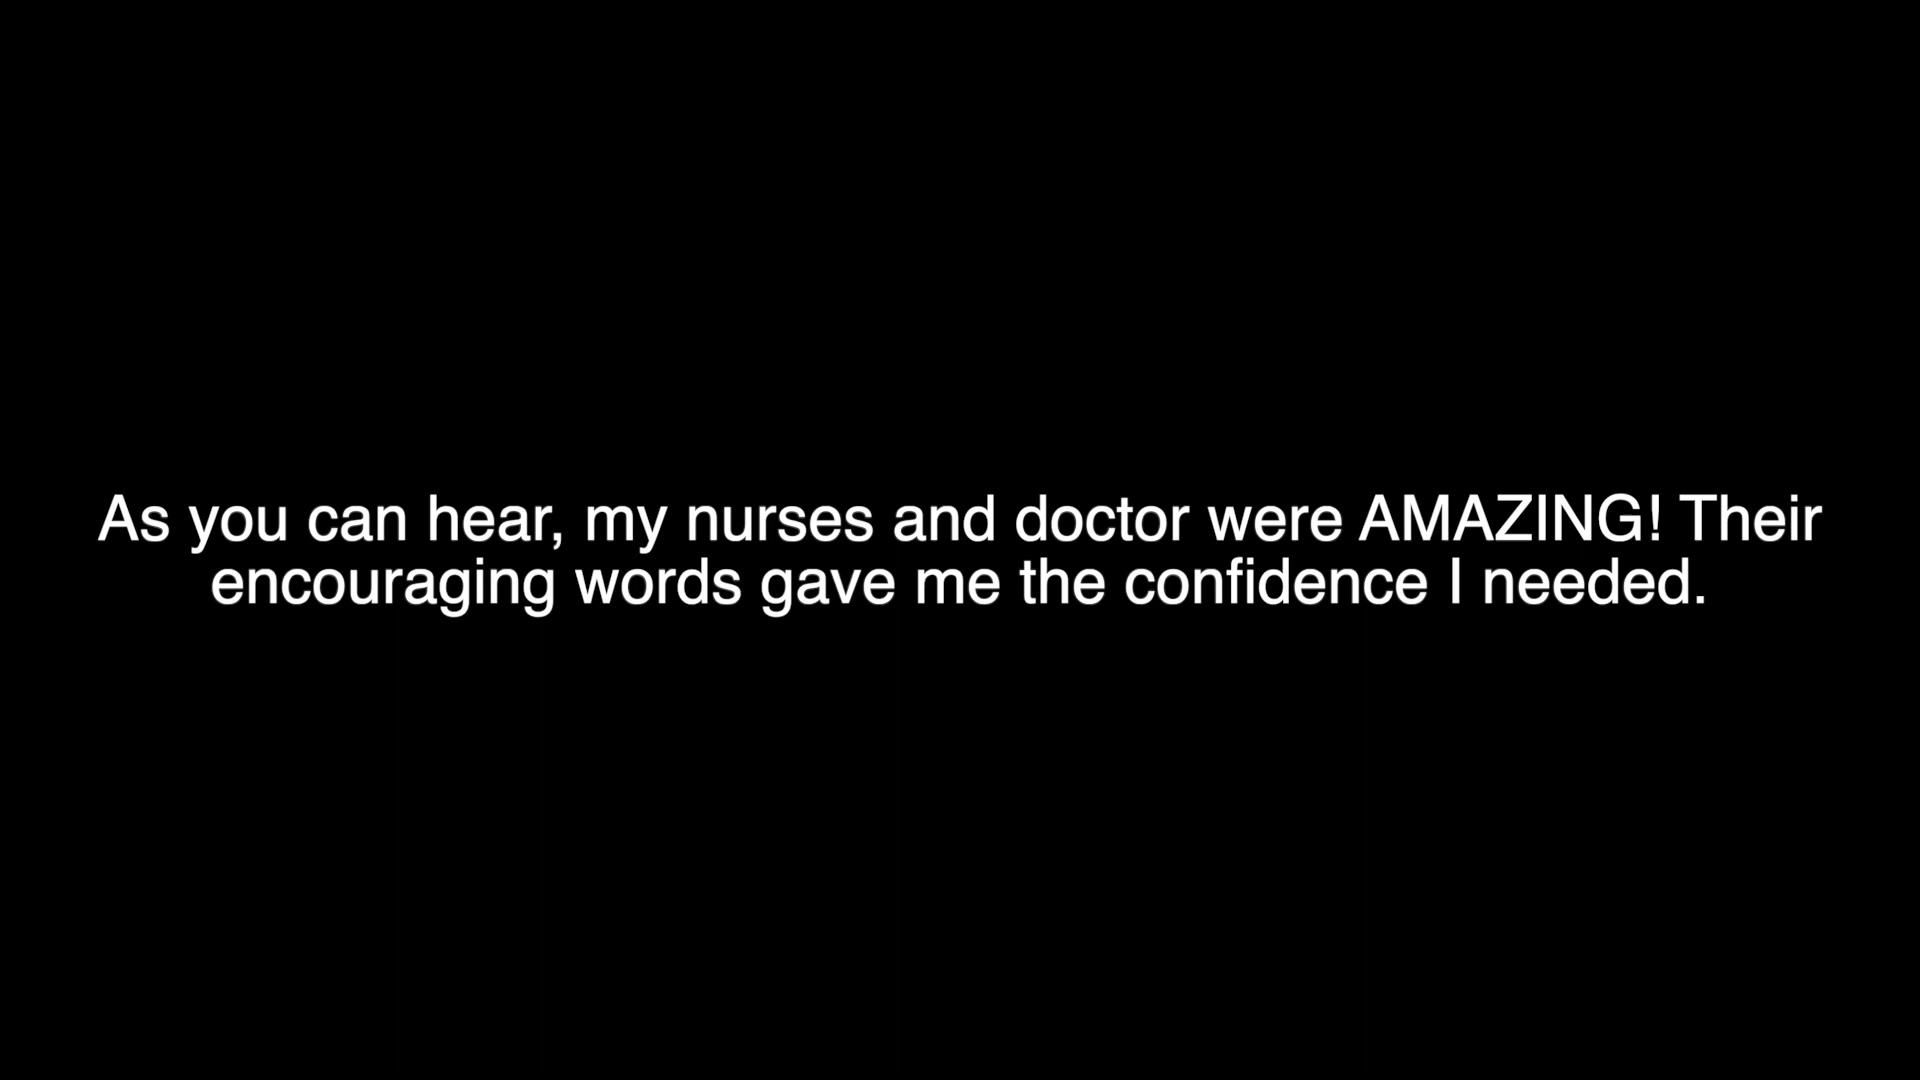 As you can hear, my nurses and doctor were AMAZING! Their
encouraging words gave me the confidence I needed.